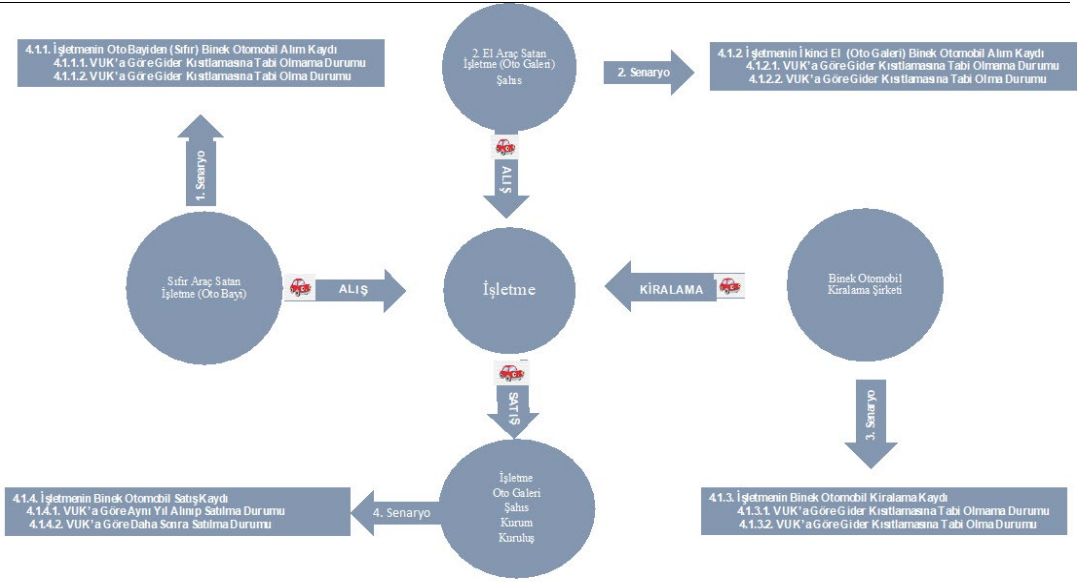 4.1.1. İşletmenin Oto Bayiden (Sıfır) Binek Otomobil Alım Kaydı
4.1.1.1. VUK'a Göre Gider Kısıtlamasına Tabi Olmama Durumu
4.1.1.2. VUK'a Göre Gider Kısıtlamasına Tabi Olma Durumu
2. El Araç Satan
İşletme (Oto Galeri)
Şahıs
2. Senaryo
4.1.2 İşletmenin İkinci El (Oto Galeri) Binek Otomobil Alım Kaydı
4.1.2.1. VUK'a Göre Gider Kısıtlamasına Tabi Olmama Durumu
4.1.2.2. VUK'a Göre Gider Kısıtlamasına Tabi Olma Durumu
1. Senaryo
ALIŞ
Sıfır Araç Satan
İşletme (Oto Bayi)
ALIŞ
İşletme
KİRALAMA
Binek Otomobil
Kiralama Şirketi
SATIŞ
3. Senaryo
4.1.4. İşletmenin Binek Otomobil Satış Kaydı
4.1.4.1. VUK'a Göre Aynı Yıl Alınıp Satılma Durumu
4.1.4.2. VUK'a Göre Daha Sonra Satılma Durumu
4. Senaryo
İşletme
Oto Galeri
Şahıs
Kurum
Kuruluş
4.1.3. İşletmenin Binek Otomobil Kiralama Kaydı
4.1.3.1. VUK'a Göre Gider Kısıtlamasına Tabi Olmama Durumu
4.1.3.2. VUK'a Göre Gider Kısıtlamasına Tabi Olma Durumu